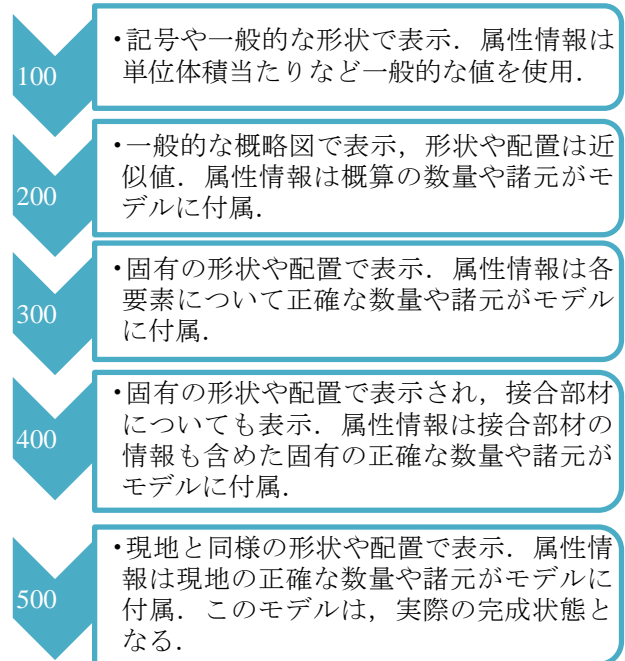 100
・記号や一般的な形状で表示．属性情報は
単位体積当たりなど一般的な値を使用．
200
・一般的な概略図で表示，形状や配置は近
似値．属性情報は概算の数量や諸元がモ
デルに付属．
300
・固有の形状や配置で表示．属性情報は各
要素について正確な数量や諸元がモデル
に付属．
400
・固有の形状や配置で表示され，接合部材
についても表示．属性情報は接合部材の
情報も含めた固有の正確な数量や諸元が
モデルに付属．
500
・現地と同様の形状や配置で表示．属性情
報は現地の正確な数量や諸元がモデルに
付属．このモデルは，実際の完成状態と
なる．